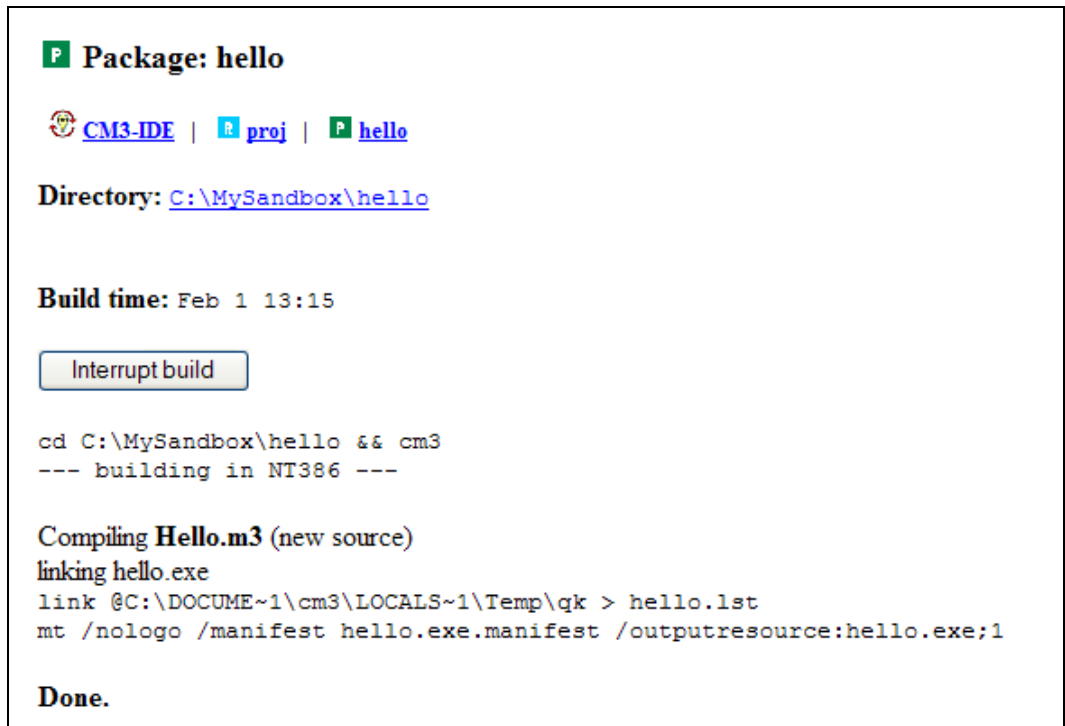 P Package: hello
CM3-IDE | R proj | P hello
Directory: C:\MySandbox\hello
Build time: Feb 1 13:15
Interrupt build
cd C:\MySandbox\hello && cm3
--- building in NT386 ---
Compiling Hello.m3 (new source)
linking hello.exe
link @C:\DOCUME~1\cm3\LOCALS~1\Temp\qk > hello.lst
mt /nologo /manifest hello.exe.manifest /outputresource:hello.exe;1
Done.